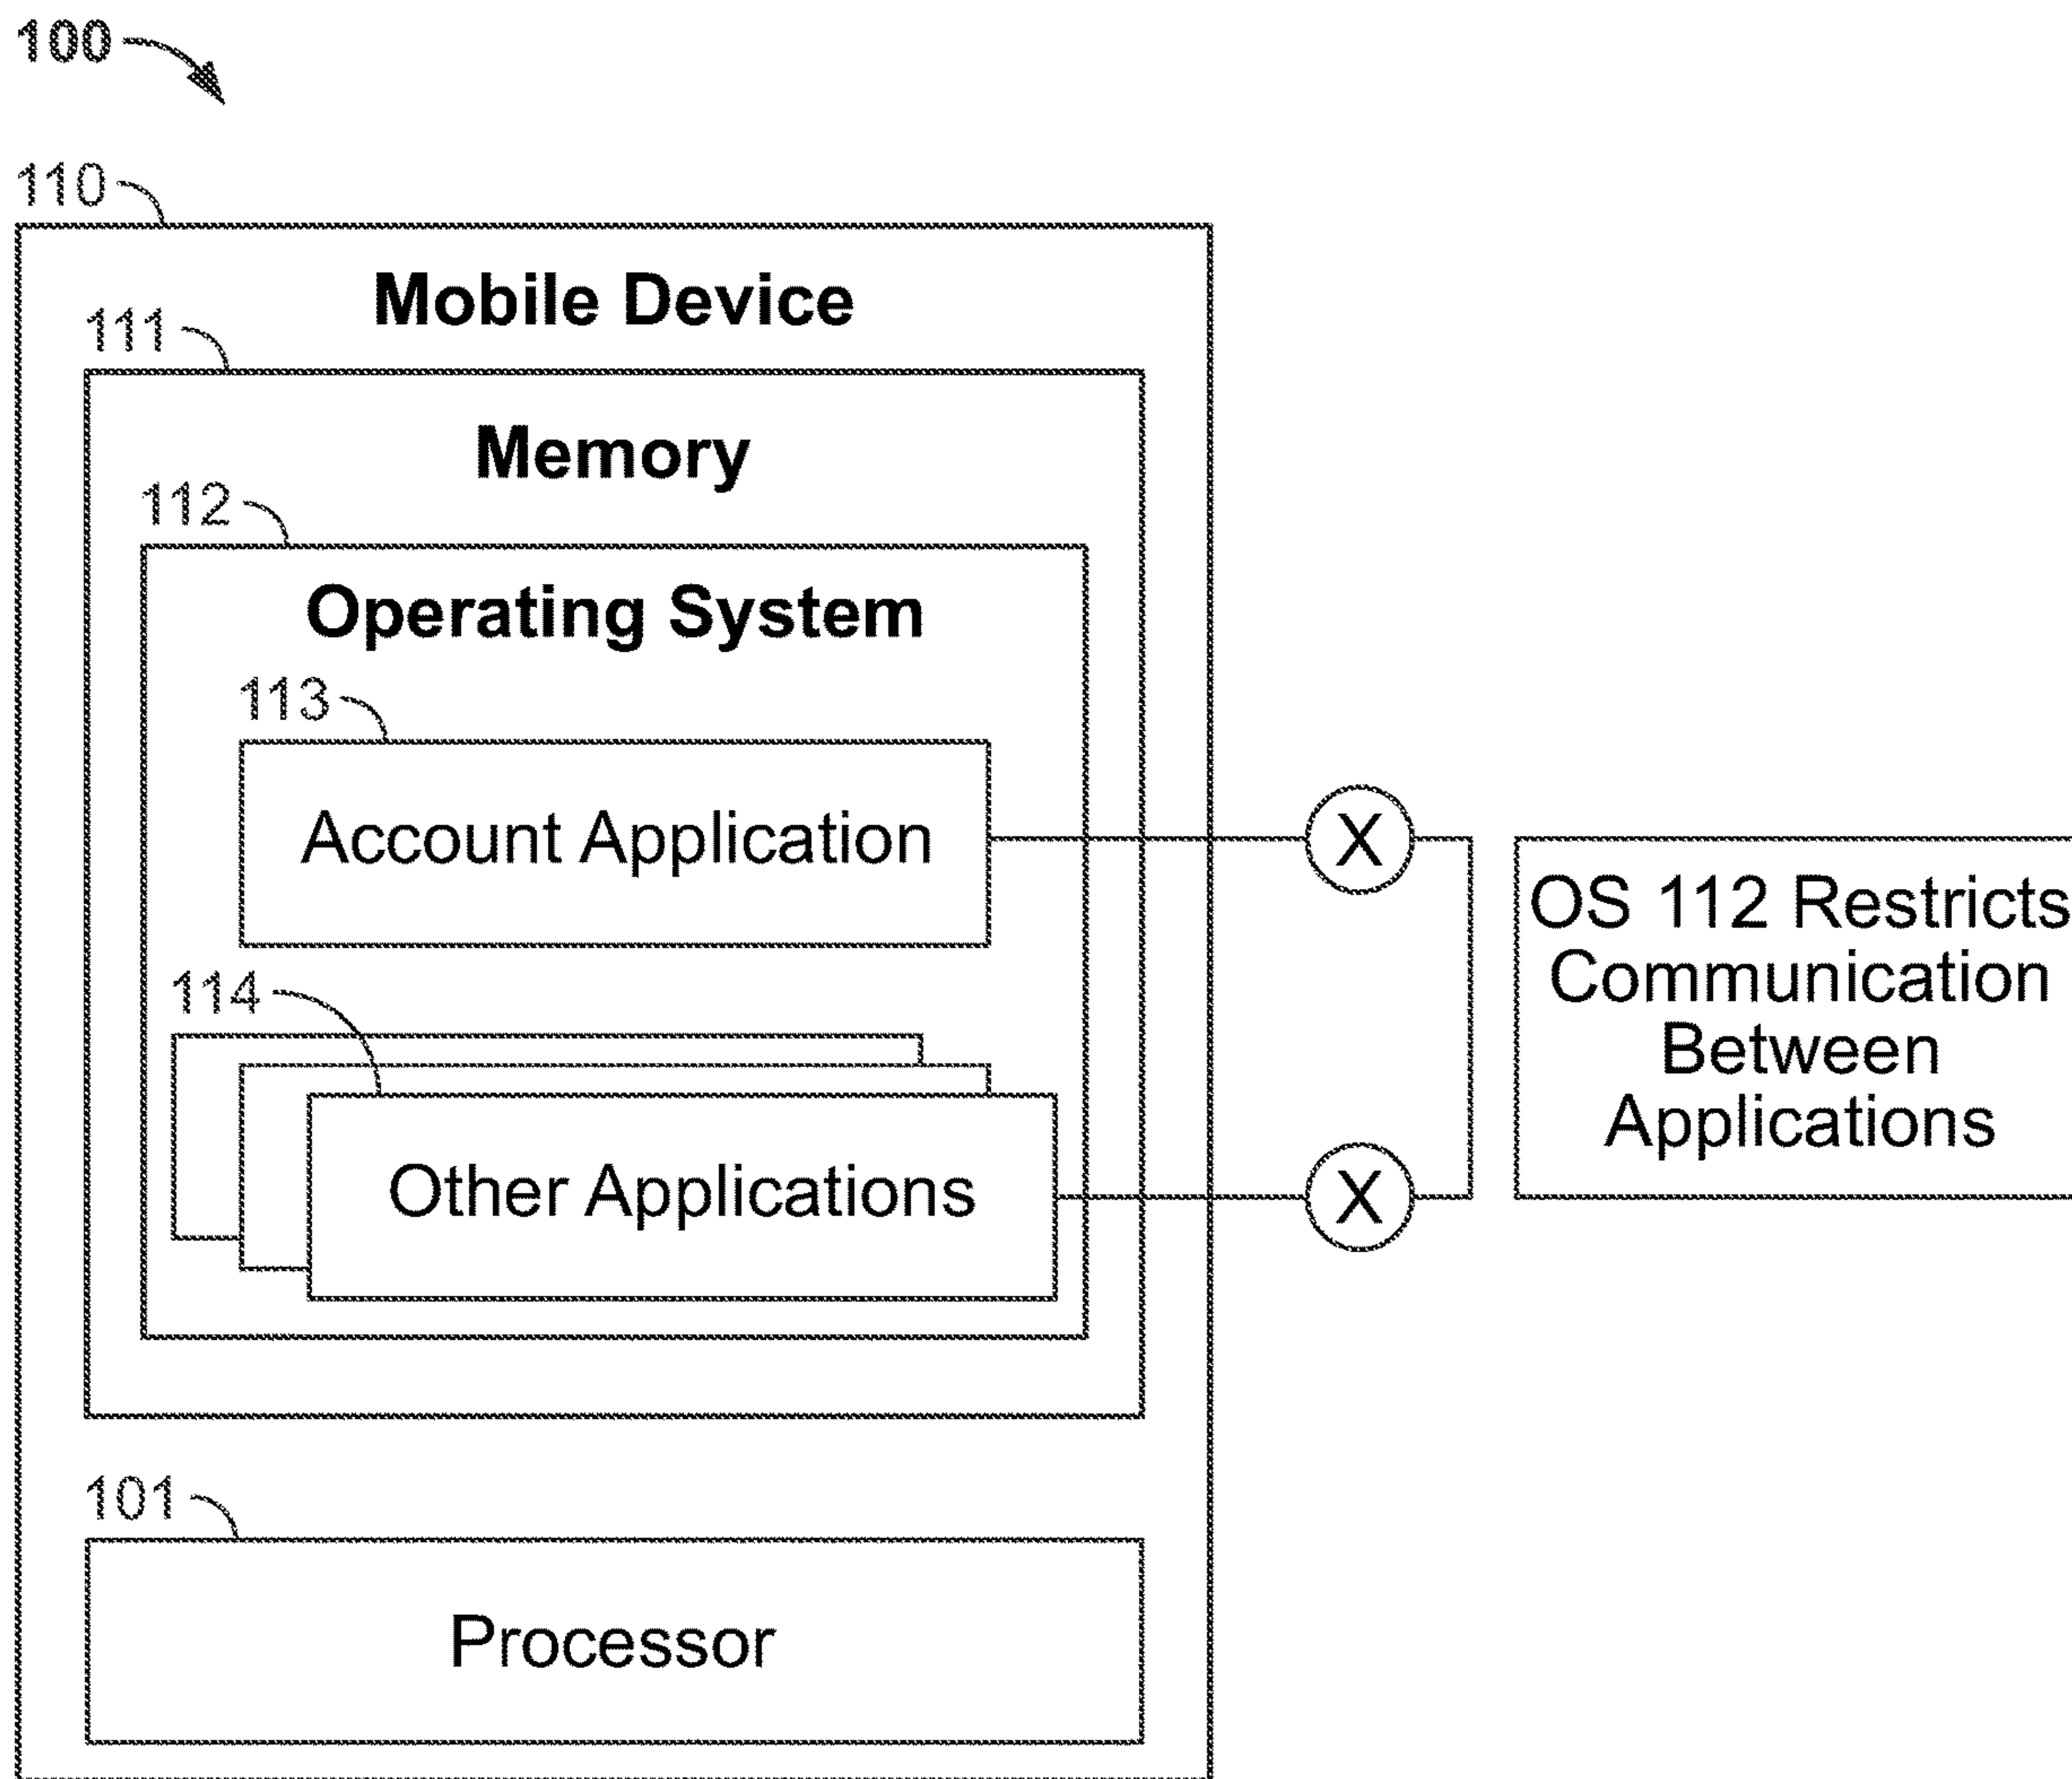 100
110
Mobile Device
111
Memory
112
Operating System
113
Account Application
X
OS 112 Restricts
Communication
Between
Applications
114
Other Applications
X
101
Processor